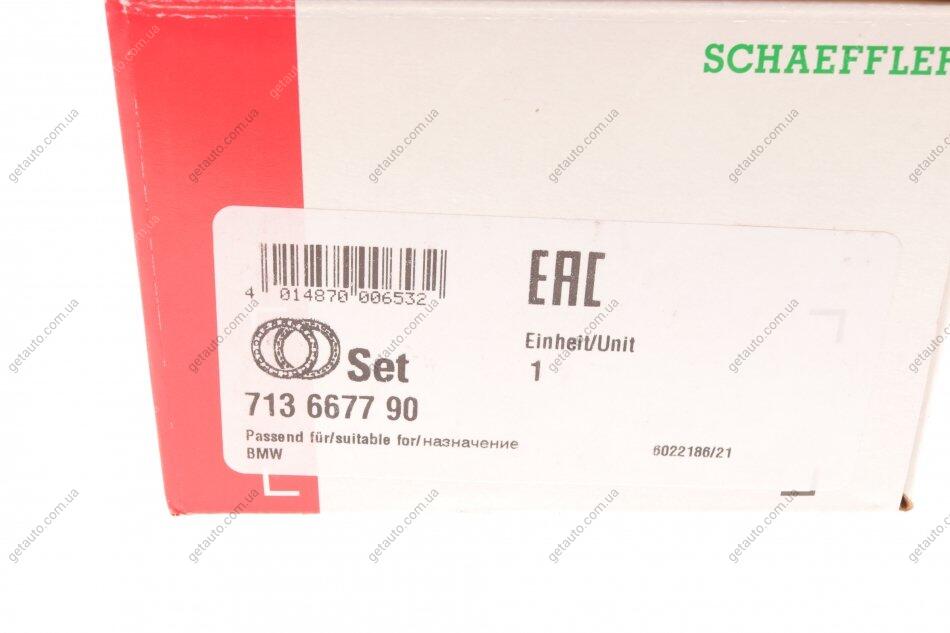 SCHAEFFLER
4 014870 006532
EAC
Einheit/Unit
1
Set
713 6677 90
Passend für/suitable for/назначение
BMW
6022186/21
getauto.com.ua